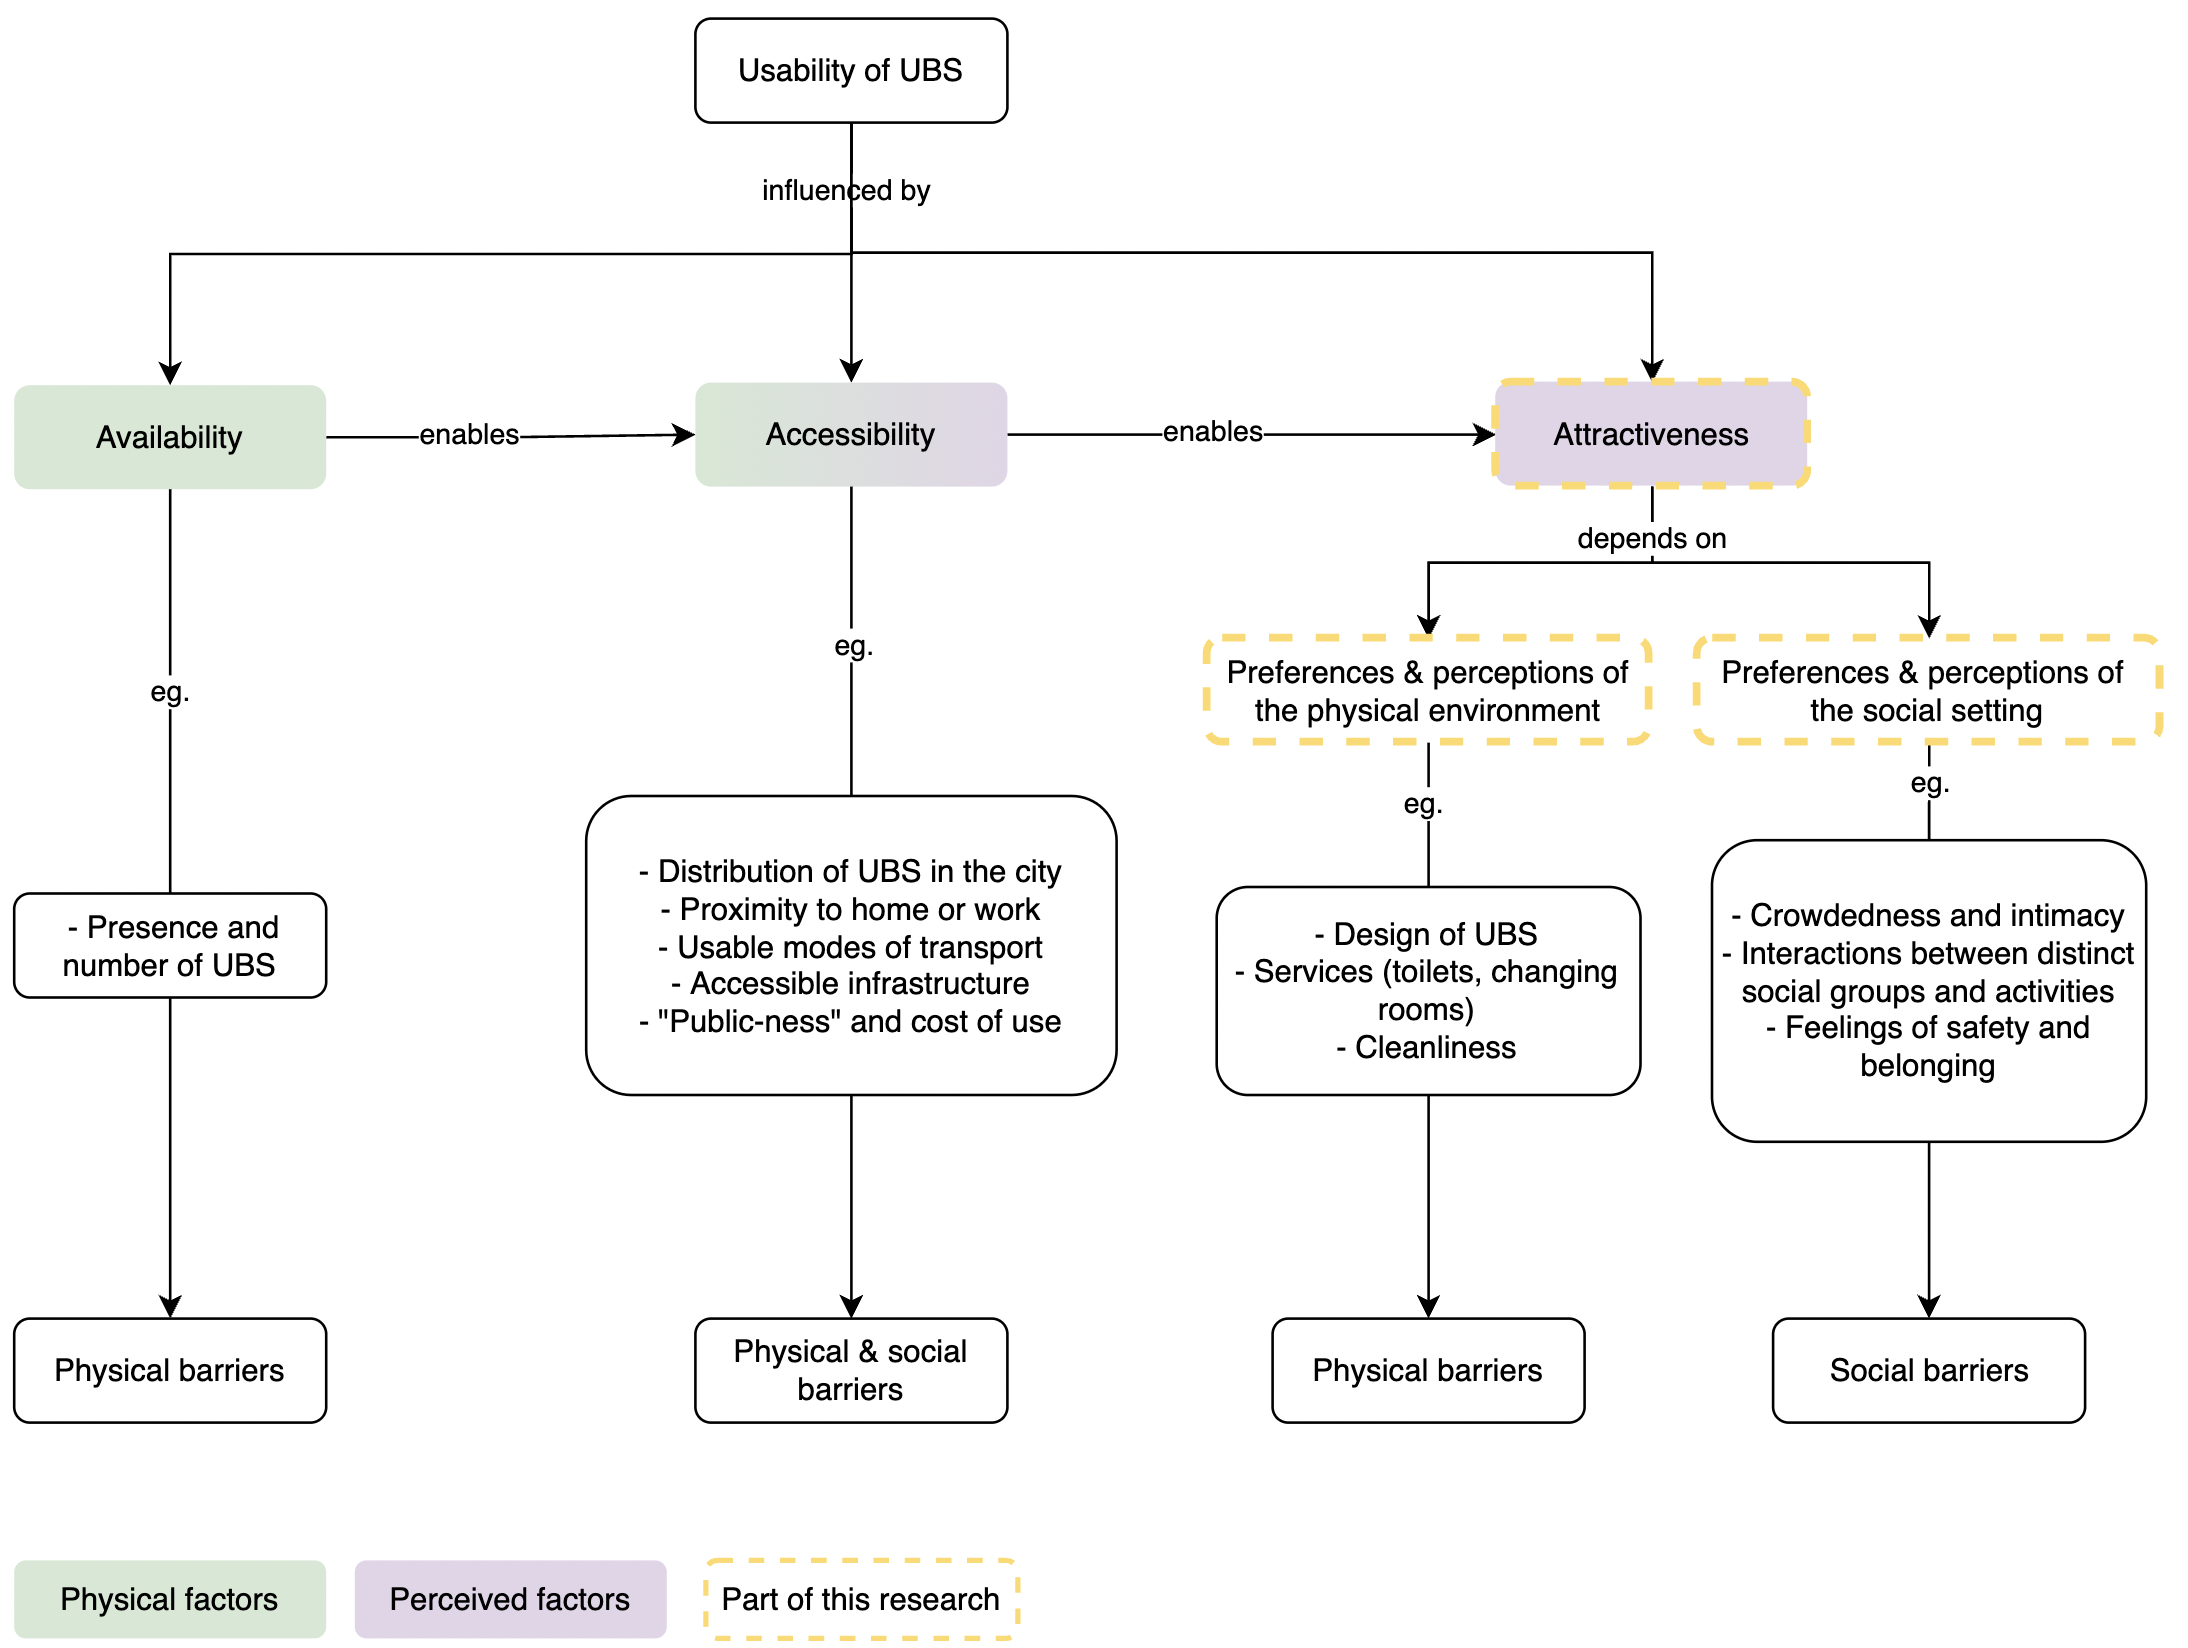 Usability of UBS
influenced by
Availability
enables
Accessibility
enables
Attractiveness
depends on
eg.
eg.
Preferences & perceptions of
the physical environment
Preferences & perceptions of
the social setting
eg.
eg.
- Presence and
number of UBS
- Distribution of UBS in the city
- Proximity to home or work
- Usable modes of transport
- Accessible infrastructure
- "Public-ness" and cost of use
- Design of UBS
- Services (toilets, changing
rooms)
- Cleanliness
- Crowdedness and intimacy
- Interactions between distinct
social groups and activities
- Feelings of safety and
belonging
Physical barriers
Physical & social
barriers
Physical barriers
Social barriers
Physical factors
Perceived factors
Part of this research